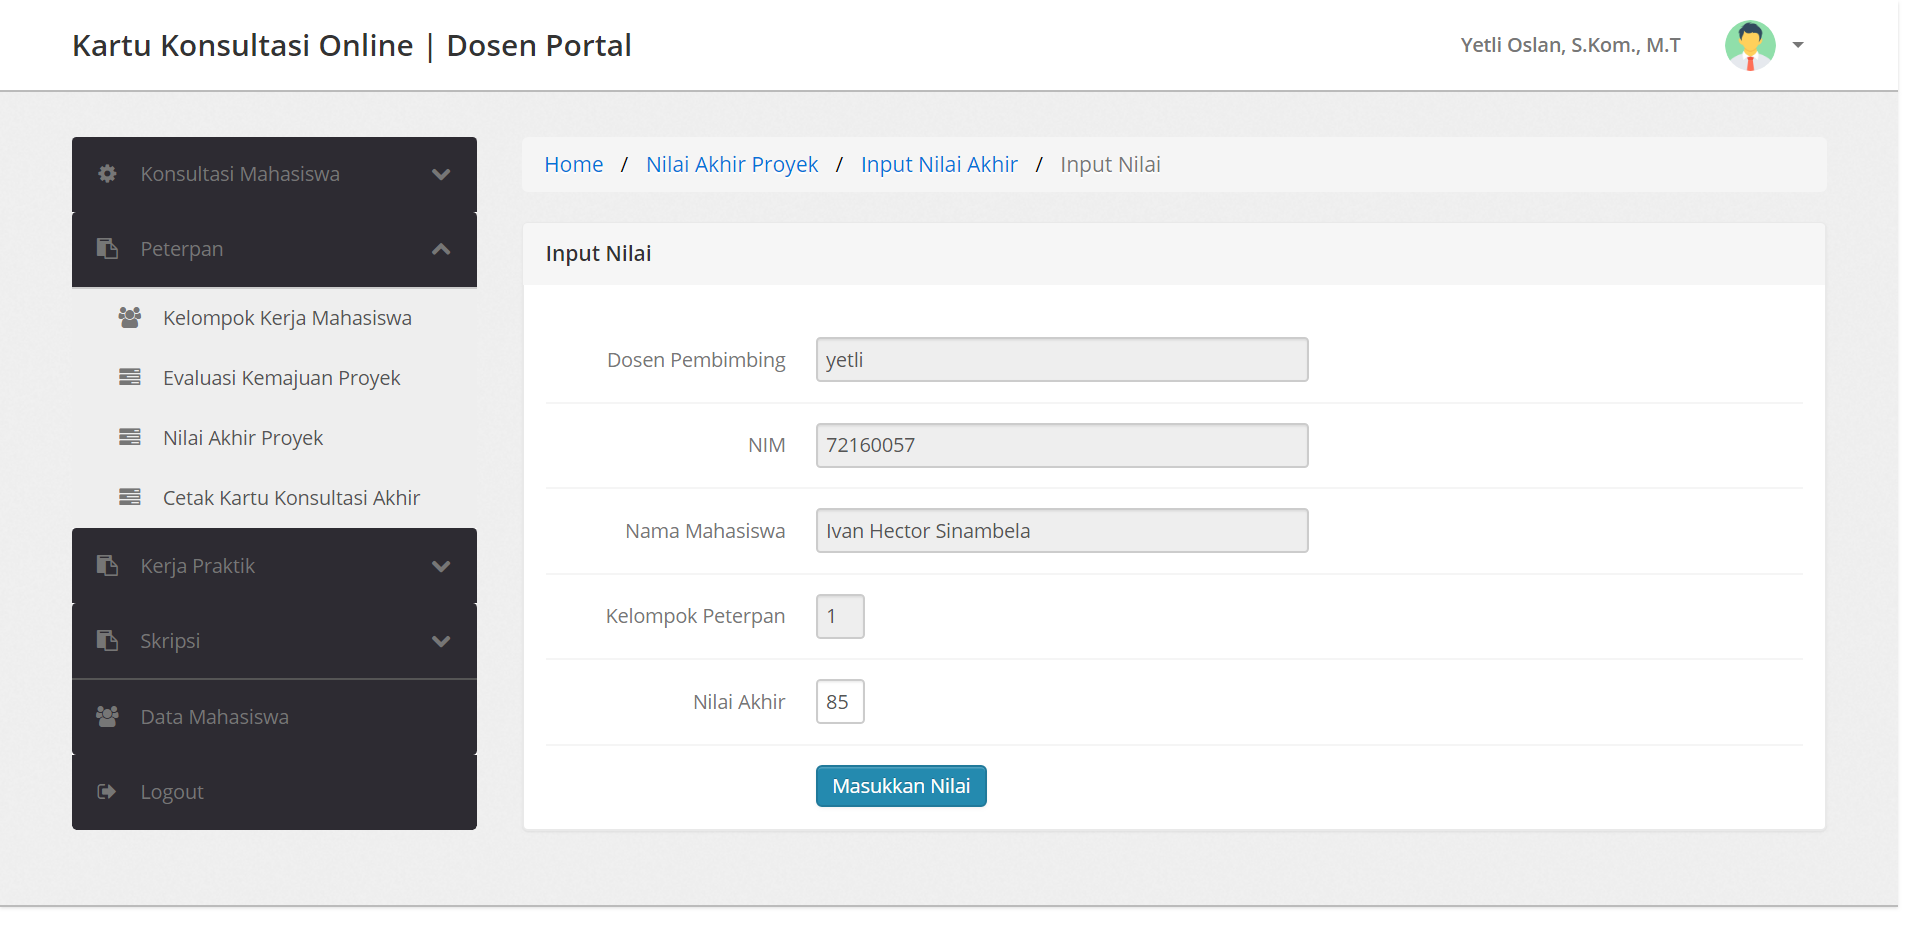 Kartu Konsultasi Online | Dosen Portal
Yetli Oslan, S.Kom., M.T
Konsultasi Mahasiswa
Peterpan
Kelompok Kerja Mahasiswa
Evaluasi Kemajuan Proyek
Nilai Akhir Proyek
Cetak Kartu Konsultasi Akhir
Kerja Praktik
Skripsi
Data Mahasiswa
Logout
Home / Nilai Akhir Proyek / Input Nilai Akhir / Input Nilai
Input Nilai
Dosen Pembimbing yetli
NIM 72160057
Nama Mahasiswa Ivan Hector Sinambela
Kelompok Peterpan 1
Nilai Akhir 85
Masukkan Nilai